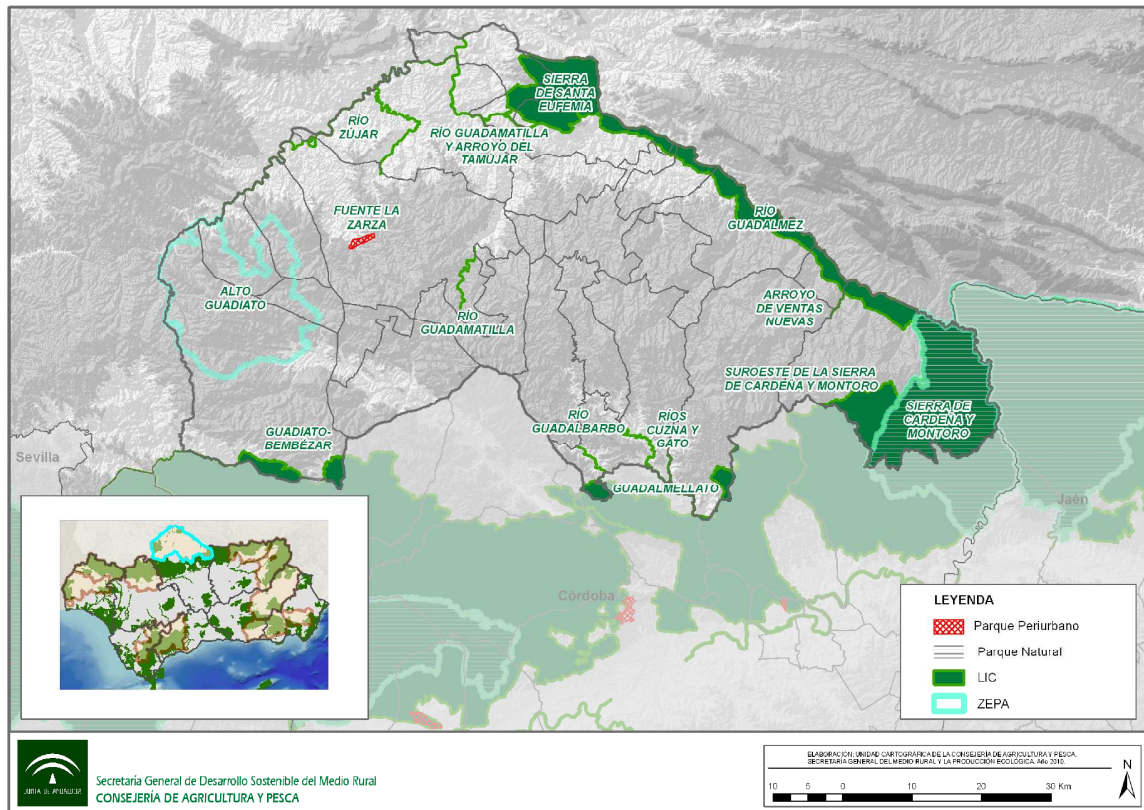 SIERRA
DE SANTA
EUFEMIA
RÍO
ZÚJAR
RÍO GUADAMATILLA
Y ARROYO DEL
TAMUJAR
FUENTE LA
ZARZA
RÍO
GUADALMEZ
ALTO
GUADIATO
ARROYO
DE VENTAS
NUEVAS
RÍO
GUADAMATILLA
SUROESTE DE LA SIERRA
DE CARDEÑA Y MONTORO
SIERRA DE
CARDEÑA Y
MONTORO
RÍO
GUADALBARBO
RÍOS
CUZNA Y
GATO
GUADIATO-
BEMBÉZAR
Sevilla
GUADALMELLATO
Jaén
Córdoba
LEYENDA
Parque Periurbano
Parque Natural
LIC
ZEPA
JUNTA DE ANDALUCIA
Secretaría General de Desarrollo Sostenible del Medio Rural
CONSEJERÍA DE AGRICULTURA Y PESCA
ELABORACIÓN: UNIDAD CARTOGRÁFICA DE LA CONSEJERÍA DE AGRICULTURA Y PESCA.
SECRETARÍA GENERAL DEL MEDIO RURAL Y LA PRODUCCIÓN ECOLÓGICA. Año 2010.
10 5 0 10 20 30 Km
N